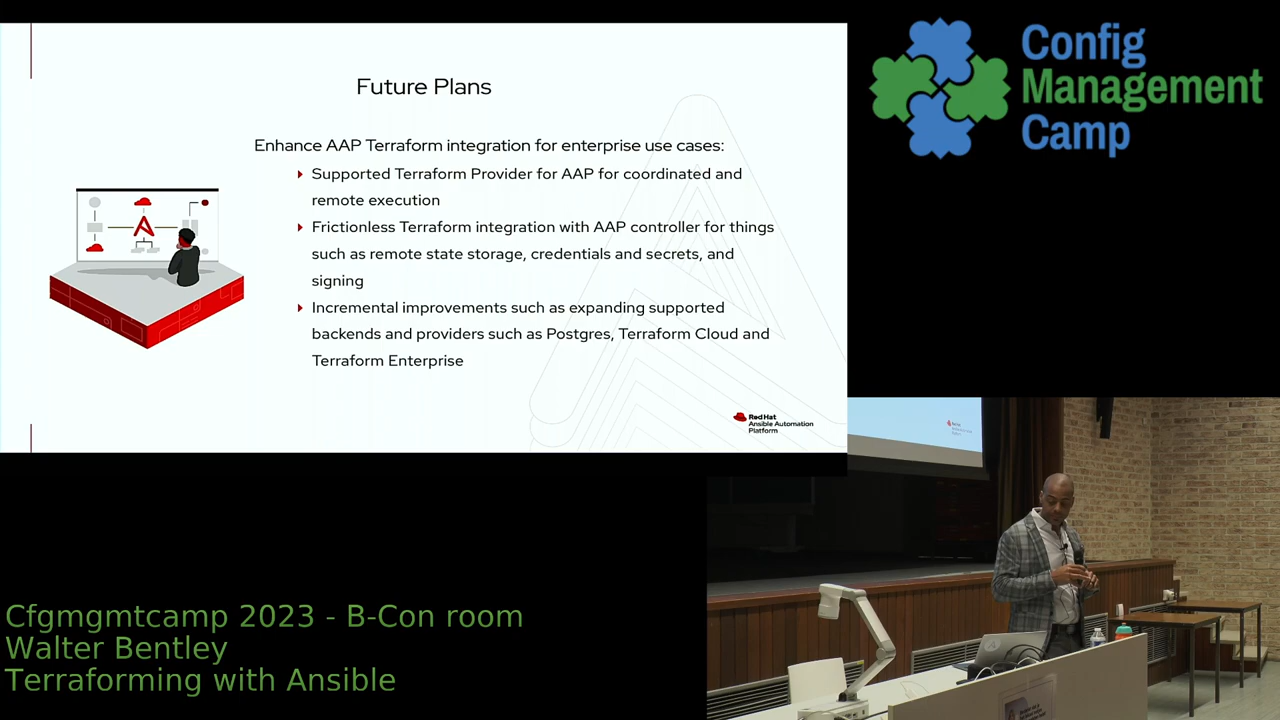 Future Plans
Enhance AAP Terraform integration for enterprise use cases:
Supported Terraform Provider for AAP for coordinated and
remote execution
Frictionless Terraform integration with AAP controller for things
such as remote state storage, credentials and secrets, and
signing
Incremental improvements such as expanding supported
backends and providers such as Postgres, Terraform Cloud and
Terraform Enterprise
Red Hat
Ansible Automation
Platform
Config
Management
Camp
Cfgmgmtcamp 2023 - B-Con room
Walter Bentley
Terraforming with Ansible